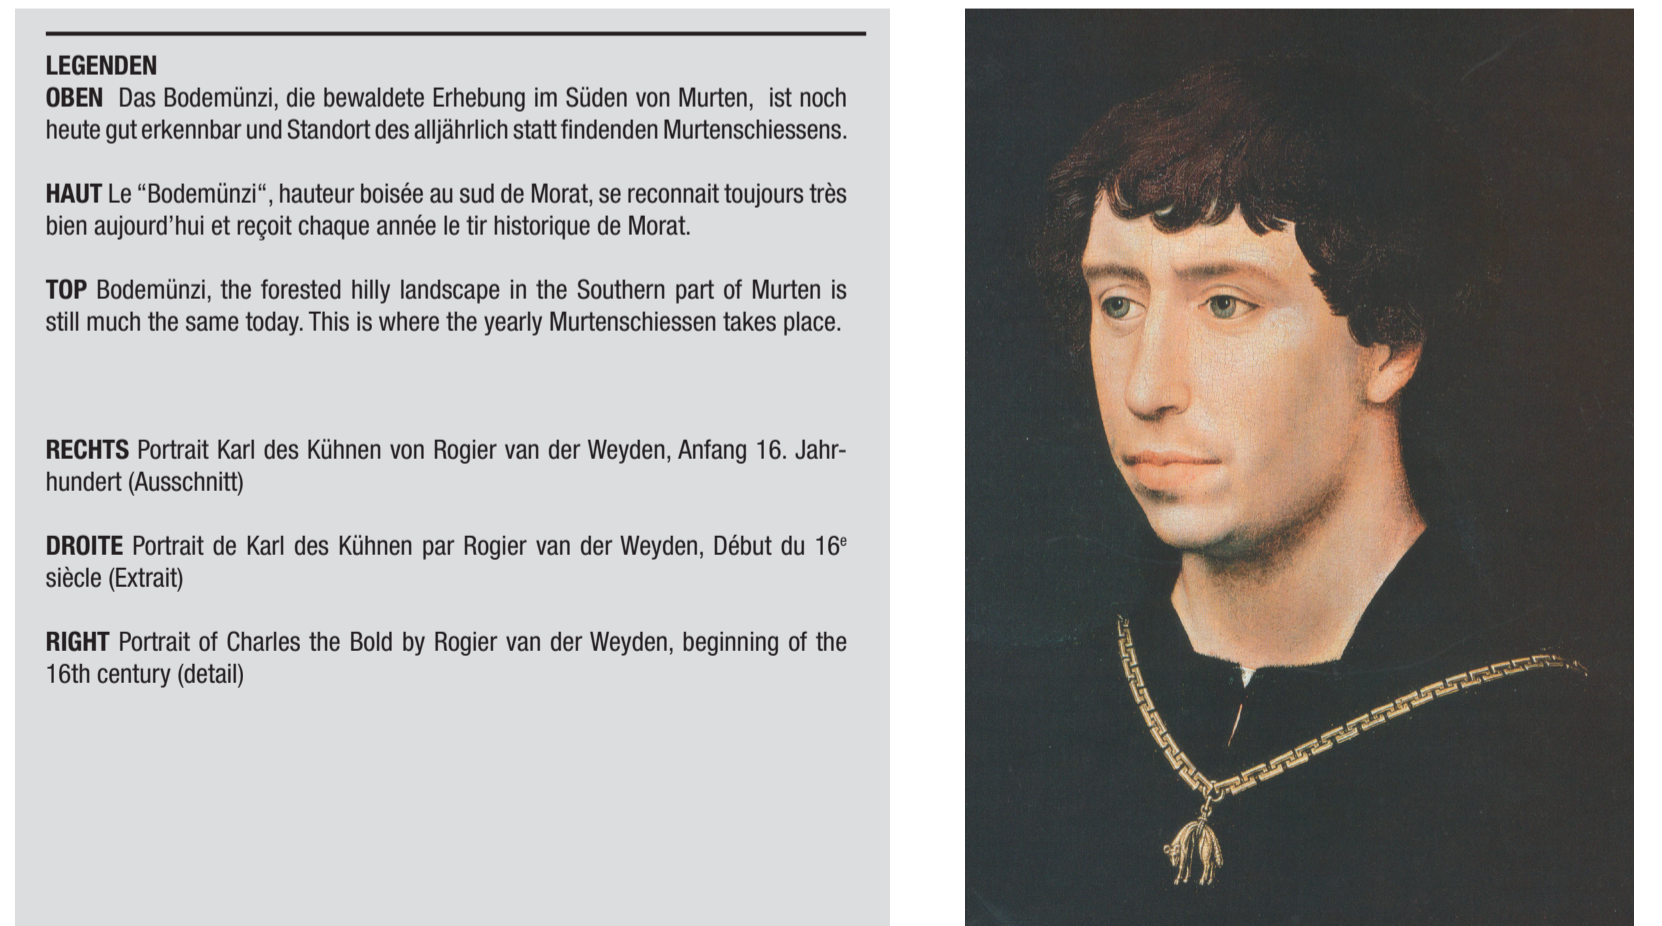 LEGENDEN
OBEN Das Bodemünzi, die bewaldete Erhebung im Süden von Murten, ist noch
heute gut erkennbar und Standort des alljährlich statt findenden Murtenschiessens.
HAUT Le “Bodemünzi“, hauteur boisée au sud de Morat, se reconnait toujours très
bien aujourd’hui et reçoit chaque année le tir historique de Morat.
TOP Bodemünzi, the forested hilly landscape in the Southern part of Murten is
still much the same today. This is where the yearly Murtenschiessen takes place.
RECHTS Portrait Karl des Kühnen von Rogier van der Weyden, Anfang 16. Jahr-
hundert (Ausschnitt)
DROITE Portrait de Karl des Kühnen par Rogier van der Weyden, Début du 16e
siècle (Extrait)
RIGHT Portrait of Charles the Bold by Rogier van der Weyden, beginning of the
16th century (detail)